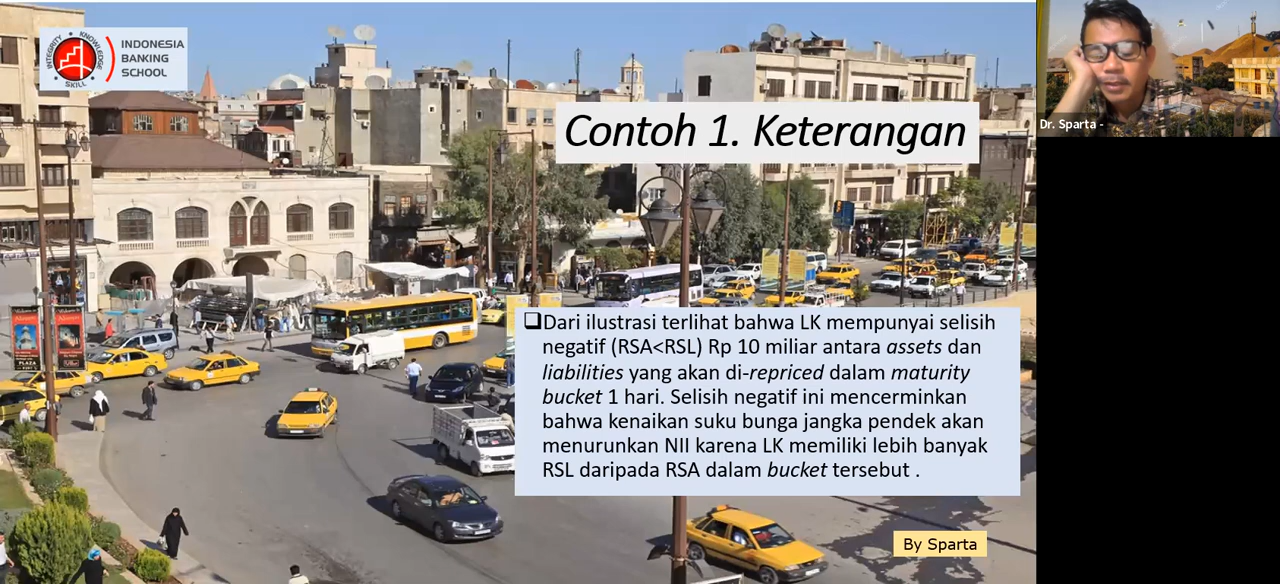 INTEGRITY • KNOWLEDGE • SKILL
INDONESIA
BANKING
SCHOOL
Contoh 1. Keterangan
Dari ilustrasi terlihat bahwa LK mempunyai selisih
negatif (RSA<RSL) Rp 10 miliar antara assets dan
liabilities yang akan di-repriced dalam maturity
bucket 1 hari. Selisih negatif ini mencerminkan
bahwa kenaikan suku bunga jangka pendek akan
menurunkan NII karena LK memiliki lebih banyak
RSL daripada RSA dalam bucket tersebut .
By Sparta
Dr. Sparta -